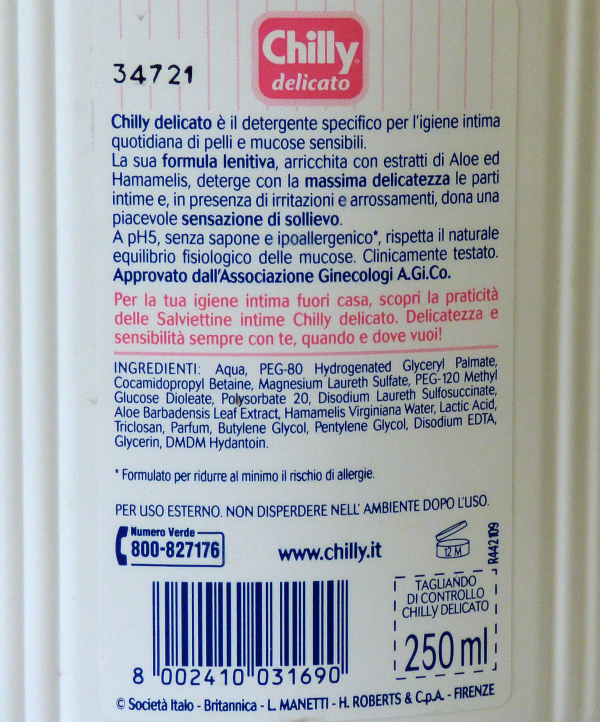 Chilly
delicato
34721
Chilly delicato è il detergente specifico per l'igiene intima
quotidiana di pelli e mucose sensibili.
La sua formula lenitiva, arricchita con estratti di Aloe ed
Hamamelis, deterge con la massima delicatezza le parti
intime e, in presenza di irritazioni e arrossamenti, dona una
piacevole sensazione di sollievo.
A pH5, senza sapone e ipoallergenico*, rispetta il naturale
equilibrio fisiologico delle mucose. Clinicamente testato.
Approvato dall'Associazione Ginecologi A.Gi.Co.
Per la tua igiene intima fuori casa, scopri la praticità
delle Salviettine intime Chilly delicato. Delicatezza e
sensibilità sempre con te, quando e dove vuoi!
INGREDIENTI: Aqua, PEG-80 Hydrogenated Glyceryl Palmate,
Cocamidopropyl Betaine, Magnesium Laureth Sulfate, PEG-120 Methyl
Glucose Dioleate, Polysorbate 20, Disodium Laureth Sulfosuccinate,
Aloe Barbadensis Leaf Extract, Hamamelis Virginiana Water, Lactic Acid,
Triclosan, Parfum, Butylene Glycol, Pentylene Glycol, Disodium EDTA,
Glycerin, DMDM Hydantoin.
* Formulato per ridurre al minimo il rischio di allergie.
PER USO ESTERNO. NON DISPERDERE NELL' AMBIENTE DOPO L'USO.
Numero Verde
800-827176
www.chilly.it
12 M
R442109
TAGLIANDO
DI CONTROLLO
CHILLY DELICATO
250 ml
8 002410 031690
© Società Italo - Britannica - L. MANETTI - H. ROBERTS & C.p.A. - FIRENZE